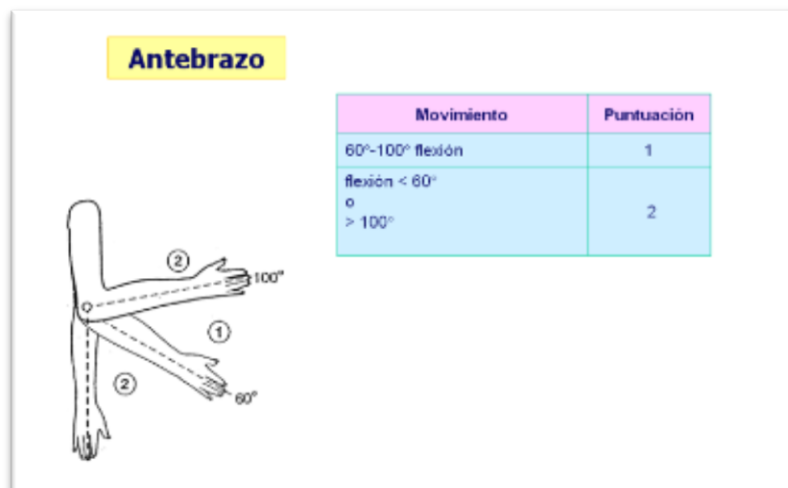 Antebrazo
Movimiento Puntuación
60°-100° flexión 1
flexión < 60°
o
> 100°
2
2
100°
1
2
60°